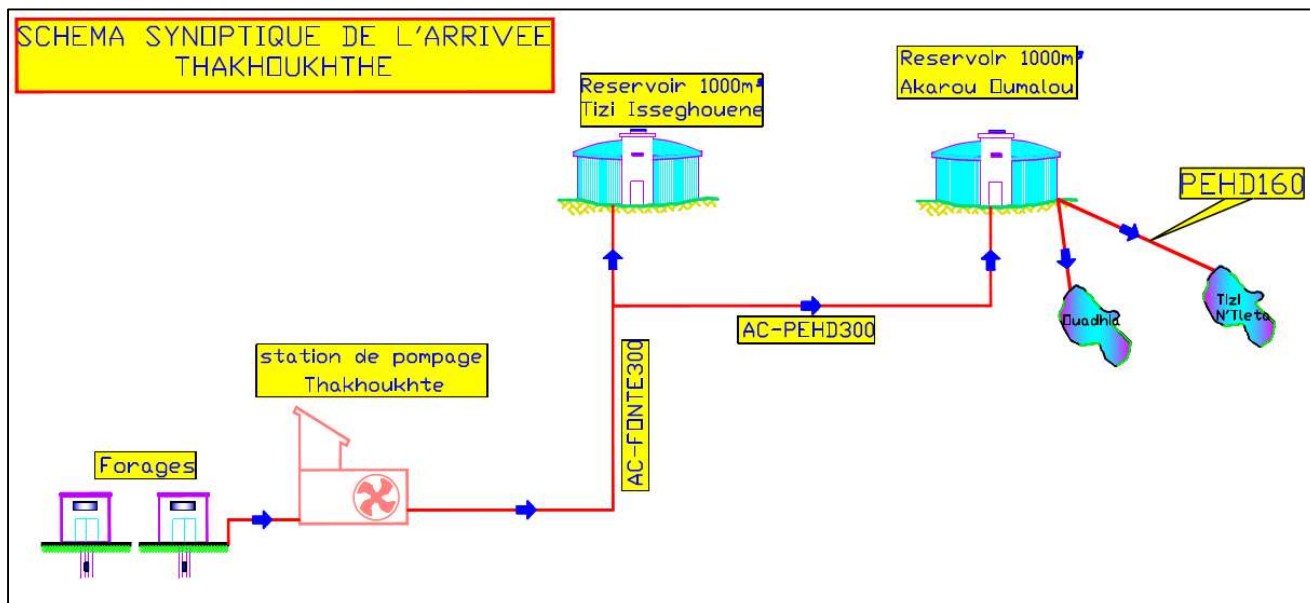 SCHEMA SYNOPTIQUE DE L'ARRIVEE
THAKHOUKHTHE
Reservoir 1000m³
Tizi Isseghouene
Reservoir 1000m³
Akarou Oumalou
PEHD160
Ouadhia
Tizi
N'Tleta
AC-PEHD300
AC-FONTE300
station de pompage
Thakhoukhte
Forages